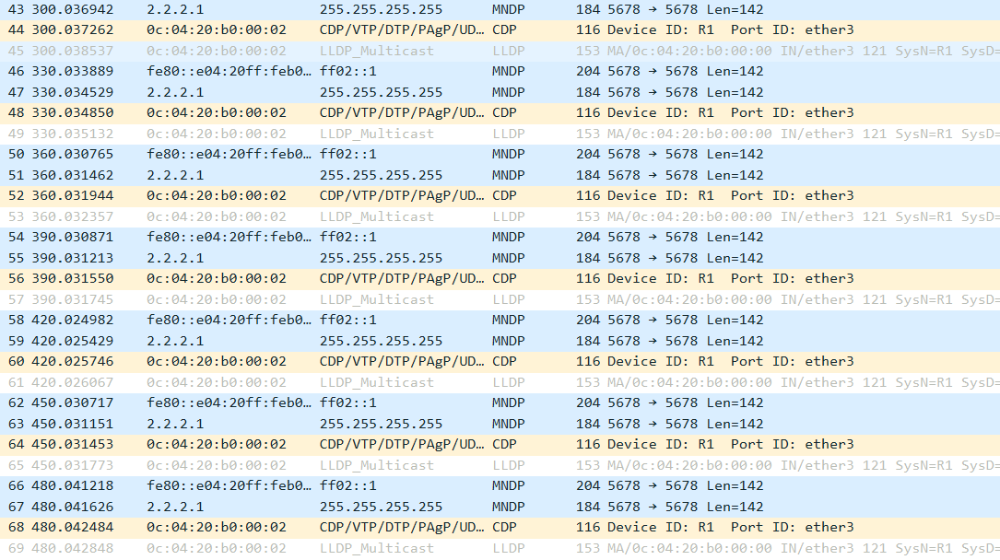 43 300.036942 2.2.2.1 255.255.255.255 MNDP 184 5678 → 5678 Len=142
44 300.037262 0c:04:20:b0:00:02 CDP/VTP/DTP/PAgP/UD… CDP 116 Device ID: R1 Port ID: ether3
45 300.038537 0c:04:20:b0:00:02 LLDP_Multicast LLDP 153 MA/0c:04:20:b0:00:00 IN/ether3 121 SysN=R1 SysD=
46 330.033889 fe80::e04:20ff:feb0… ff02::1 MNDP 204 5678 → 5678 Len=142
47 330.034529 2.2.2.1 255.255.255.255 MNDP 184 5678 → 5678 Len=142
48 330.034850 0c:04:20:b0:00:02 CDP/VTP/DTP/PAgP/UD… CDP 116 Device ID: R1 Port ID: ether3
49 330.035132 0c:04:20:b0:00:02 LLDP_Multicast LLDP 153 MA/0c:04:20:b0:00:00 IN/ether3 121 SysN=R1 SysD=
50 360.030765 fe80::e04:20ff:feb0… ff02::1 MNDP 204 5678 → 5678 Len=142
51 360.031462 2.2.2.1 255.255.255.255 MNDP 184 5678 → 5678 Len=142
52 360.031944 0c:04:20:b0:00:02 CDP/VTP/DTP/PAgP/UD… CDP 116 Device ID: R1 Port ID: ether3
53 360.032357 0c:04:20:b0:00:02 LLDP_Multicast LLDP 153 MA/0c:04:20:b0:00:00 IN/ether3 121 SysN=R1 SysD=
54 390.030871 fe80::e04:20ff:feb0… ff02::1 MNDP 204 5678 → 5678 Len=142
55 390.031213 2.2.2.1 255.255.255.255 MNDP 184 5678 → 5678 Len=142
56 390.031550 0c:04:20:b0:00:02 CDP/VTP/DTP/PAgP/UD… CDP 116 Device ID: R1 Port ID: ether3
57 390.031745 0c:04:20:b0:00:02 LLDP_Multicast LLDP 153 MA/0c:04:20:b0:00:00 IN/ether3 121 SysN=R1 SysD=
58 420.024982 fe80::e04:20ff:feb0… ff02::1 MNDP 204 5678 → 5678 Len=142
59 420.025429 2.2.2.1 255.255.255.255 MNDP 184 5678 → 5678 Len=142
60 420.025746 0c:04:20:b0:00:02 CDP/VTP/DTP/PAgP/UD… CDP 116 Device ID: R1 Port ID: ether3
61 420.026067 0c:04:20:b0:00:02 LLDP_Multicast LLDP 153 MA/0c:04:20:b0:00:00 IN/ether3 121 SysN=R1 SysD=
62 450.030717 fe80::e04:20ff:feb0… ff02::1 MNDP 204 5678 → 5678 Len=142
63 450.031151 2.2.2.1 255.255.255.255 MNDP 184 5678 → 5678 Len=142
64 450.031453 0c:04:20:b0:00:02 CDP/VTP/DTP/PAgP/UD… CDP 116 Device ID: R1 Port ID: ether3
65 450.031773 0c:04:20:b0:00:02 LLDP_Multicast LLDP 153 MA/0c:04:20:b0:00:00 IN/ether3 121 SysN=R1 SysD=
66 480.041218 fe80::e04:20ff:feb0… ff02::1 MNDP 204 5678 → 5678 Len=142
67 480.041626 2.2.2.1 255.255.255.255 MNDP 184 5678 → 5678 Len=142
68 480.042484 0c:04:20:b0:00:02 CDP/VTP/DTP/PAgP/UD… CDP 116 Device ID: R1 Port ID: ether3
69 480.042848 0c:04:20:b0:00:02 LLDP_Multicast LLDP 153 MA/0c:04:20:b0:00:00 IN/ether3 121 SysN=R1 SysD=